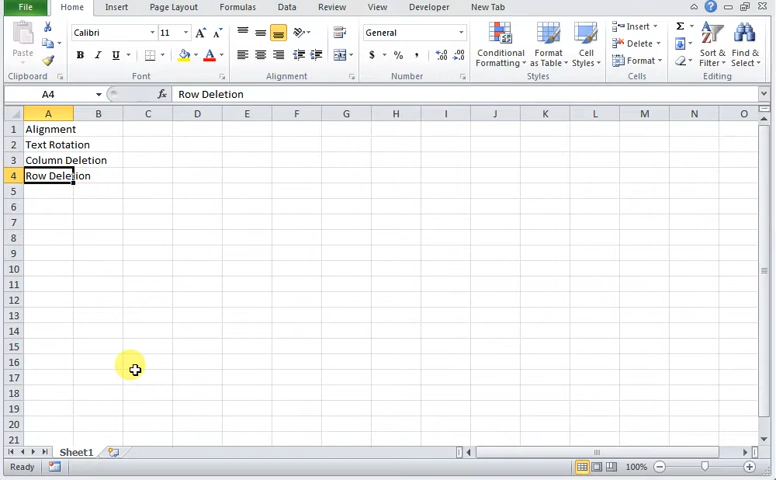 File Home Insert Page Layout Formulas Data Review View Developer New Tab
Paste Calibri 11 General Conditional Formatting Format as Table Cell Styles Insert Delete Format Sort & Filter Find & Select
B I U $ % ,
Clipboard Font Alignment Number Styles Cells Editing
A4 fx Row Deletion
A B C D E F G H I J K L M N O
1 Alignment
2 Text Rotation
3 Column Deletion
4 Row Deletion
5
6
7
8
9
10
11
12
13
14
15
16
17
18
19
20
21
Sheet1
Ready 100%